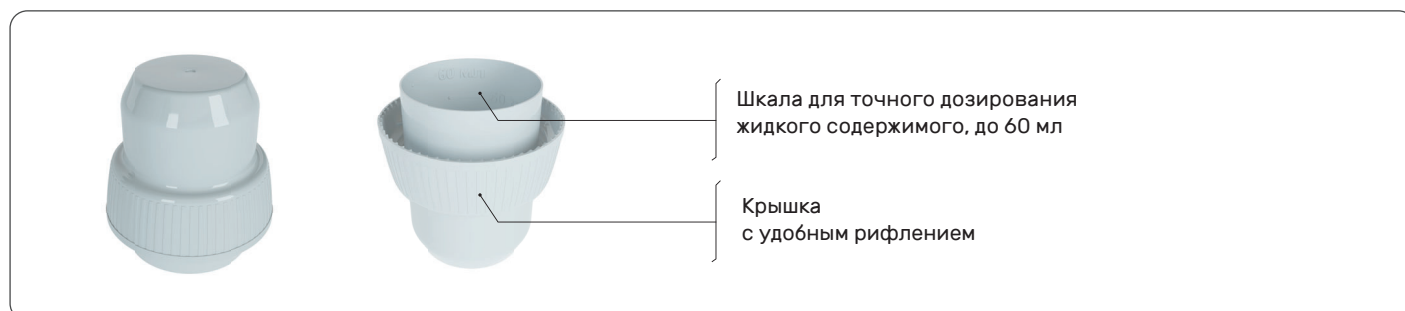 Шкала для точного дозирования
жидкого содержимого, до 60 мл
Крышка
с удобным рифлением